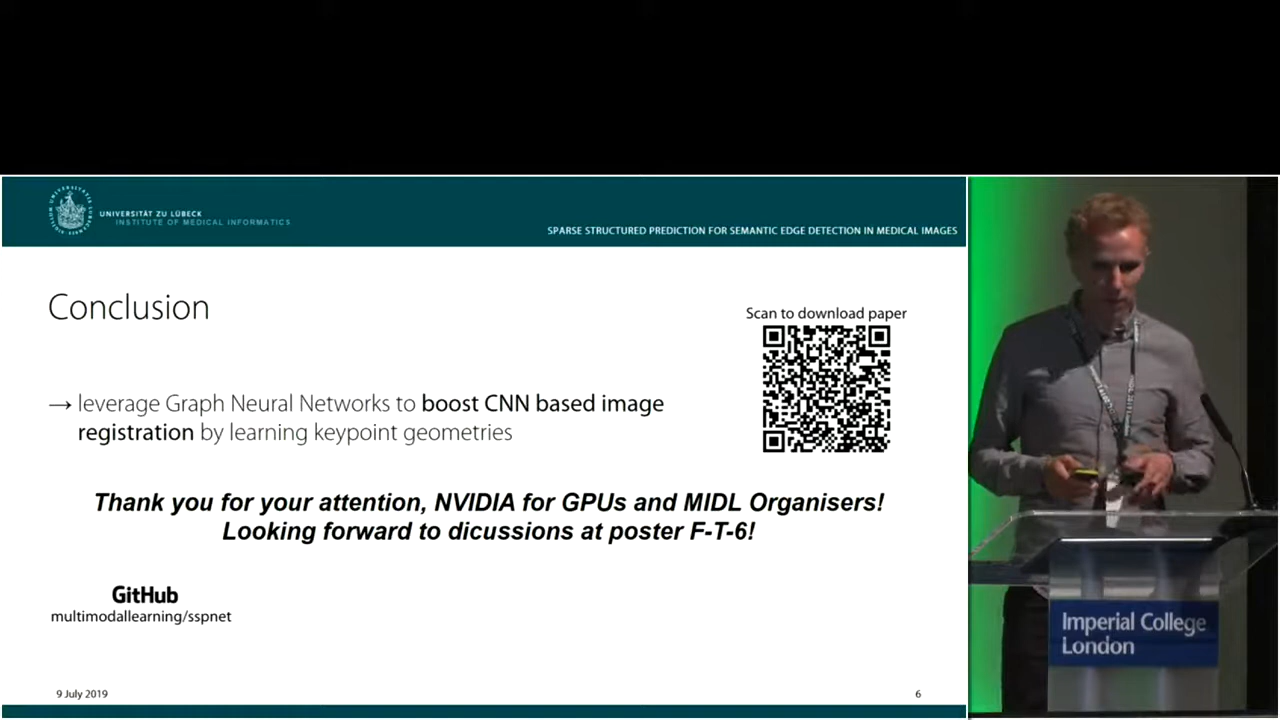 UNIVERSITÄT ZU LÜBECK
INSTITUTE OF MEDICAL INFORMATICS
SPARSE STRUCTURED PREDICTION FOR SEMANTIC EDGE DETECTION IN MEDICAL IMAGES
Conclusion
Scan to download paper
→ leverage Graph Neural Networks to boost CNN based image
registration by learning keypoint geometries
Thank you for your attention, NVIDIA for GPUs and MIDL Organisers!
Looking forward to dicussions at poster F-T-6!
GitHub
multimodallearning/sspnet
9 July 2019
6
Imperial College
London